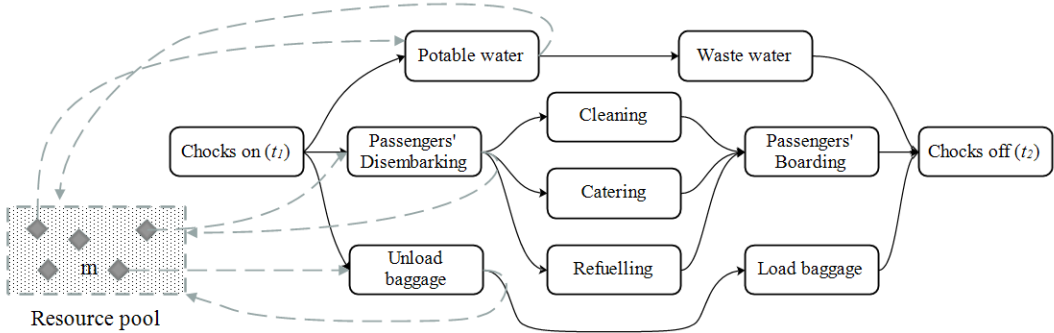 Potable water
Waste water
Cleaning
Chocks on (t1)
Passengers'
Disembarking
Passengers'
Boarding
Chocks off (t2)
Catering
Unload
baggage
Refuelling
Load baggage
m
Resource pool